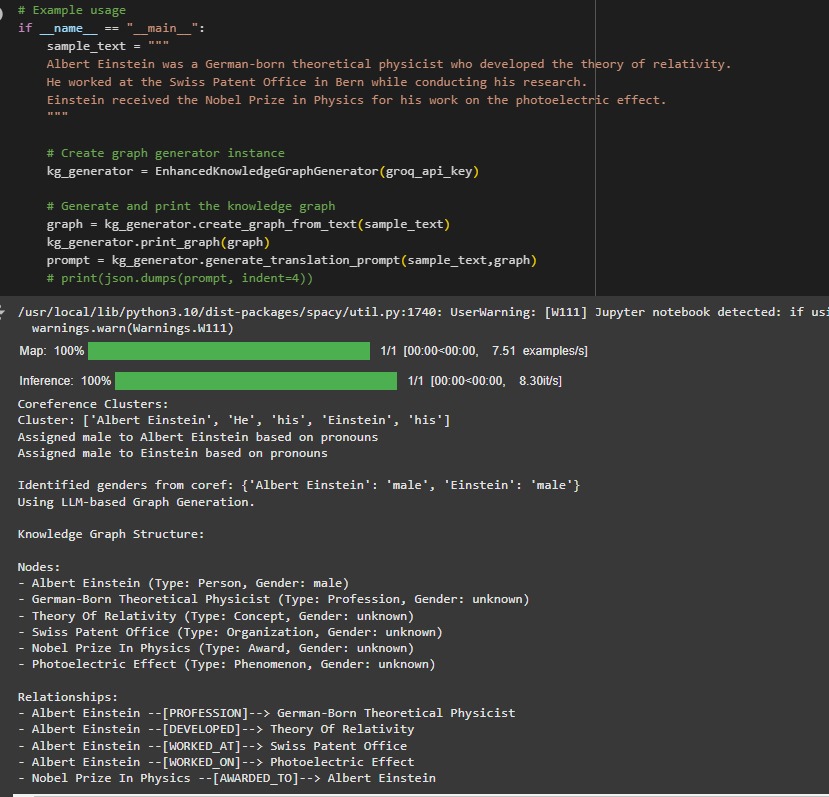 # Example usage
if __name__ == "__main__":
    sample_text = """
    Albert Einstein was a German-born theoretical physicist who developed the theory of relativity.
    He worked at the Swiss Patent Office in Bern while conducting his research.
    Einstein received the Nobel Prize in Physics for his work on the photoelectric effect.
    """

    # Create graph generator instance
    kg_generator = EnhancedKnowledgeGraphGenerator(groq_api_key)

    # Generate and print the knowledge graph
    graph = kg_generator.create_graph_from_text(sample_text)
    kg_generator.print_graph(graph)
    prompt = kg_generator.generate_translation_prompt(sample_text,graph)
    # print(json.dumps(prompt, indent=4))
/usr/local/lib/python3.10/dist-packages/spacy/util.py:1740: UserWarning: [W111] Jupyter notebook detected: if usi
  warnings.warn(Warnings.W111)
Map: 100% 1/1 [00:00<00:00, 7.51 examples/s]
Inference: 100% 1/1 [00:00<00:00, 8.30it/s]
Coreference Clusters:
Cluster: ['Albert Einstein', 'He', 'his', 'Einstein', 'his']
Assigned male to Albert Einstein based on pronouns
Assigned male to Einstein based on pronouns

Identified genders from coref: {'Albert Einstein': 'male', 'Einstein': 'male'}
Using LLM-based Graph Generation.

Knowledge Graph Structure:

Nodes:
- Albert Einstein (Type: Person, Gender: male)
- German-Born Theoretical Physicist (Type: Profession, Gender: unknown)
- Theory Of Relativity (Type: Concept, Gender: unknown)
- Swiss Patent Office (Type: Organization, Gender: unknown)
- Nobel Prize In Physics (Type: Award, Gender: unknown)
- Photoelectric Effect (Type: Phenomenon, Gender: unknown)

Relationships:
- Albert Einstein --[PROFESSION]--> German-Born Theoretical Physicist
- Albert Einstein --[DEVELOPED]--> Theory Of Relativity
- Albert Einstein --[WORKED_AT]--> Swiss Patent Office
- Albert Einstein --[WORKED_ON]--> Photoelectric Effect
- Nobel Prize In Physics --[AWARDED_TO]--> Albert Einstein